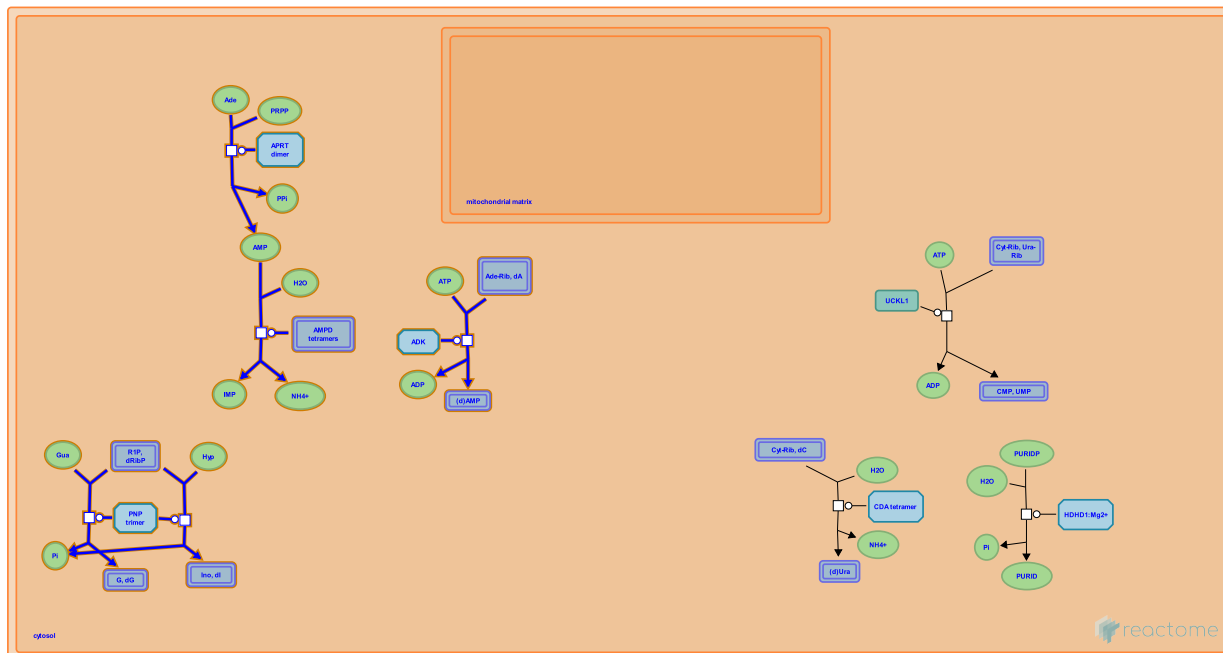 Ade
PRPP
APRT
dimer
PPi
mitochondrial matrix
AMP
H2O
AMPD
tetramers
IMP
NH4+
ATP
Ade-Rib, dA
ADK
ADP
(d)AMP
ATP
Cyt-Rib, Ura-
Rib
UCKL1
ADP
CMP, UMP
Gua
R1P,
dRibP
Hyp
PNP
trimer
Pi
G, dG
Ino, dI
Cyt-Rib, dC
H2O
CDA tetramer
NH4+
(d)Ura
PURIDP
H2O
HDHD1:Mg2+
Pi
PURID
cytosol
reactome